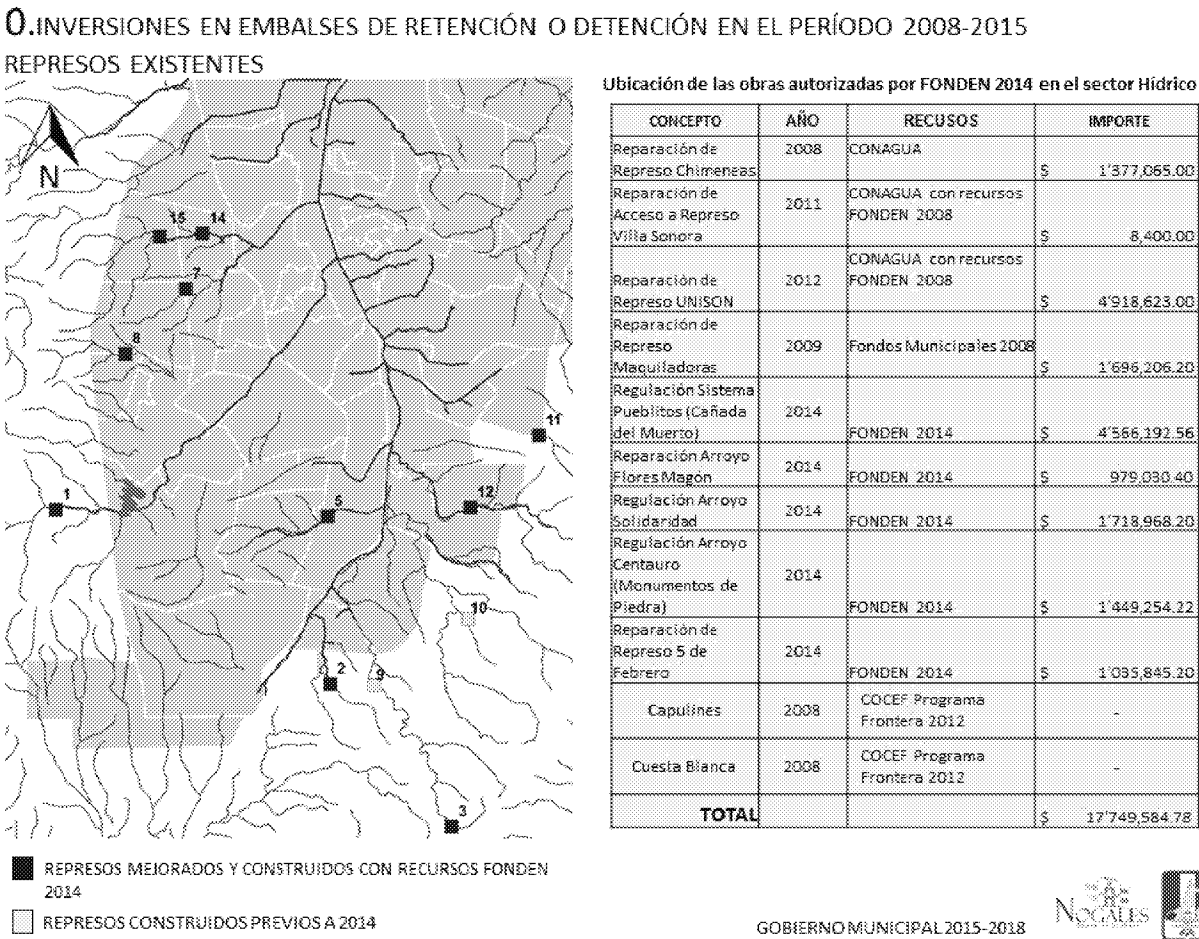 0.INVERSIONES EN EMBALSES DE RETENCIÓN O DETENCIÓN EN EL PERÍODO 2008-2015
REPRESOS EXISTENTES
N
15
14
7
8
11
1
5
12
10
2
9
3
REPRESOS MEJORADOS Y CONSTRUIDOS CON RECURSOS FONDEN
2014
REPRESOS CONSTRUIDOS PREVIOS A 2014
Ubicación de las obras autorizadas por FONDEN 2014 en el sector Hídrico
CONCEPTO AÑO RECUSOS IMPORTE
Reparación de
Represo Chimeneas 2008 CONAGUA $ 1'377,065.00
Reparación de
Acceso a Represo
Villa Sonora 2011 CONAGUA con recursos
FONDEN 2008 $ 8,400.00
Reparación de
Represo UNISON 2012 CONAGUA con recursos
FONDEN 2008 $ 4'918,623.00
Reparación de
Represo
Maquiladoras 2009 Fondos Municipales 2008 $ 1'696,206.20
Regulación Sistema
Pueblitos (Cañada
del Muerto) 2014 FONDEN 2014 $ 4'566,192.56
Reparación Arroyo
Flores Magón 2014 FONDEN 2014 $ 979,030.40
Regulación Arroyo
Solidaridad 2014 FONDEN 2014 $ 1'718,968.20
Regulación Arroyo
Centauro
(Monumentos de
Piedra) 2014 FONDEN 2014 $ 1'449,254.22
Reparación de
Represo 5 de
Febrero 2014 FONDEN 2014 $ 1'035,845.20
Capulines 2008 COCEF Programa
Frontera 2012 -
Cuesta Blanca 2008 COCEF Programa
Frontera 2012 -
TOTAL $ 17'749,584.78
GOBIERNO MUNICIPAL 2015-2018
NOGALES